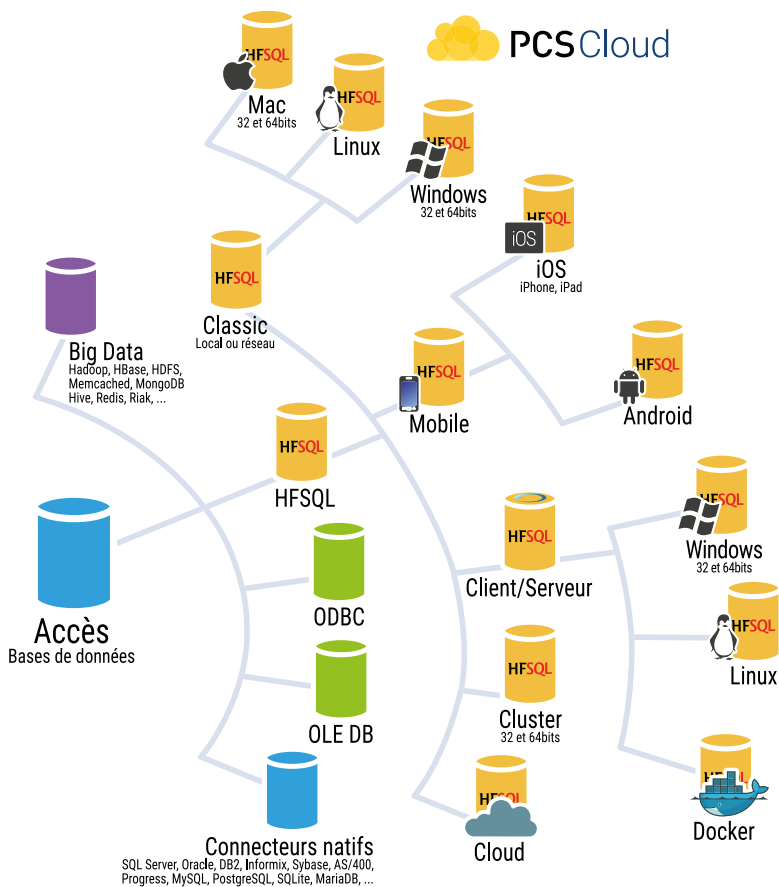 PCSCloud
HFSQL
Mac
32 et 64bits
HFSQL
Linux
HFSQL
Windows
32 et 64bits
HFSQL
iOS
iOS
iPhone, iPad
HFSQL
Classic
Local ou réseau
Big Data
Hadoop, HBase, HDFS,
Memcached, MongoDB
Hive, Redis, Riak, ...
HFSQL
Mobile
HFSQL
Android
HFSQL
HFSQL
HFSQL
Client/Serveur
HFSQL
Windows
32 et 64bits
Accès
Bases de données
ODBC
HFSQL
Linux
OLE DB
HFSQL
Cluster
32 et 64bits
HFSQL
Docker
HFSQL
Cloud
Connecteurs natifs
SQL Server, Oracle, DB2, Informix, Sybase, AS/400,
Progress, MySQL, PostgreSQL, SQLite, MariaDB, ...